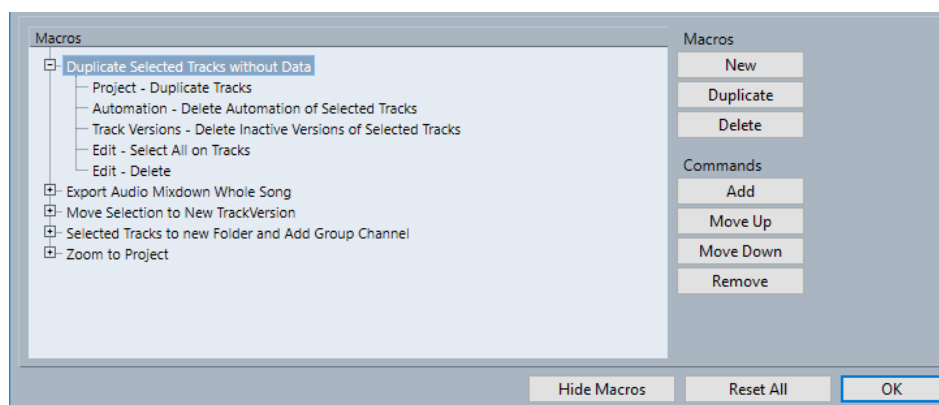 Macros
Duplicate Selected Tracks without Data
Project - Duplicate Tracks
Automation - Delete Automation of Selected Tracks
Track Versions - Delete Inactive Versions of Selected Tracks
Edit - Select All on Tracks
Edit - Delete
Export Audio Mixdown Whole Song
Move Selection to New TrackVersion
Selected Tracks to new Folder and Add Group Channel
Zoom to Project
Macros
New
Duplicate
Delete
Commands
Add
Move Up
Move Down
Remove
Hide Macros
Reset All
OK